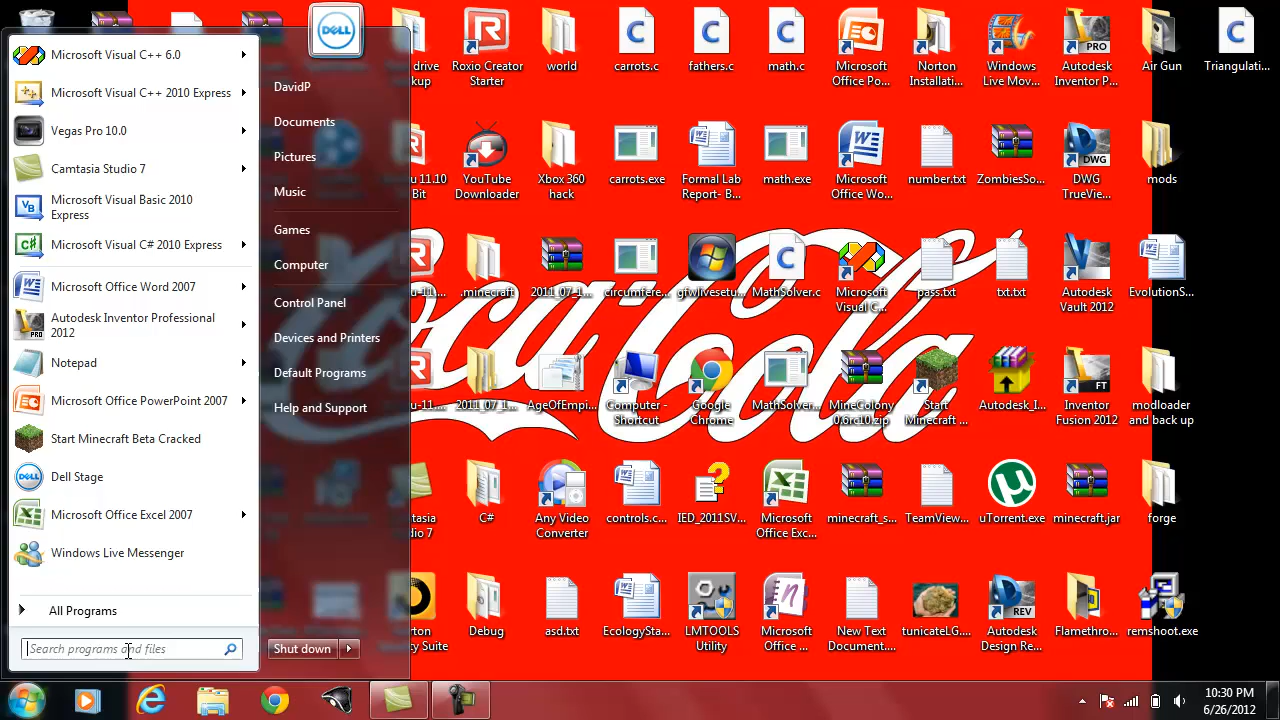 Microsoft Visual C++ 6.0
Microsoft Visual C++ 2010 Express
Vegas Pro 10.0
Camtasia Studio 7
Microsoft Visual Basic 2010
Express
Microsoft Visual C# 2010 Express
Microsoft Office Word 2007
Autodesk Inventor Professional
2012
Notepad
Microsoft Office PowerPoint 2007
Start Minecraft Beta Cracked
Dell Stage
Microsoft Office Excel 2007
Windows Live Messenger
All Programs
Search programs and files
DELL
DavidP
Documents
Pictures
Music
Games
Computer
Control Panel
Devices and Printers
Default Programs
Help and Support
Shut down
drive
Roxio Creator
Starter
world
carrots.c
fathers.c
math.c
Microsoft
Office Po...
Norton
Installati...
Windows
Live Mov...
Autodesk
Inventor P...
Air Gun
Triangulati...
11.10
Bit
YouTube
Downloader
Xbox 360
hack
carrots.exe
Formal Lab
Report- B...
math.exe
Microsoft
Office Wo...
number.txt
ZombiesSo...
DWG
TrueVie...
mods
.minecraft
2011_07_1...
circumfere...
gfwlivesetu...
MathSolver.c
Microsoft
Visual C...
pass.txt
txt.txt
Autodesk
Vault 2012
EvolutionS...
Coca-Cola
2011_07_1...
AgeOfEmpi...
Computer -
Shortcut
Google
Chrome
MathSolver...
MineColony
0.6rc10.zip
Start
Minecraft ...
Autodesk_I...
Inventor
Fusion 2012
modloader
and back up
C#
Any Video
Converter
controls.c...
IED_2011SV...
Microsoft
Office Exc...
minecraft_s...
TeamView...
uTorrent.exe
minecraft.jar
forge
Debug
asd.txt
EcologySta...
LMTOOLS
Utility
Microsoft
Office ...
New Text
Document....
tunicateLG....
Autodesk
Design Re...
Flamethro...
remshoot.exe
10:30 PM
6/26/2012